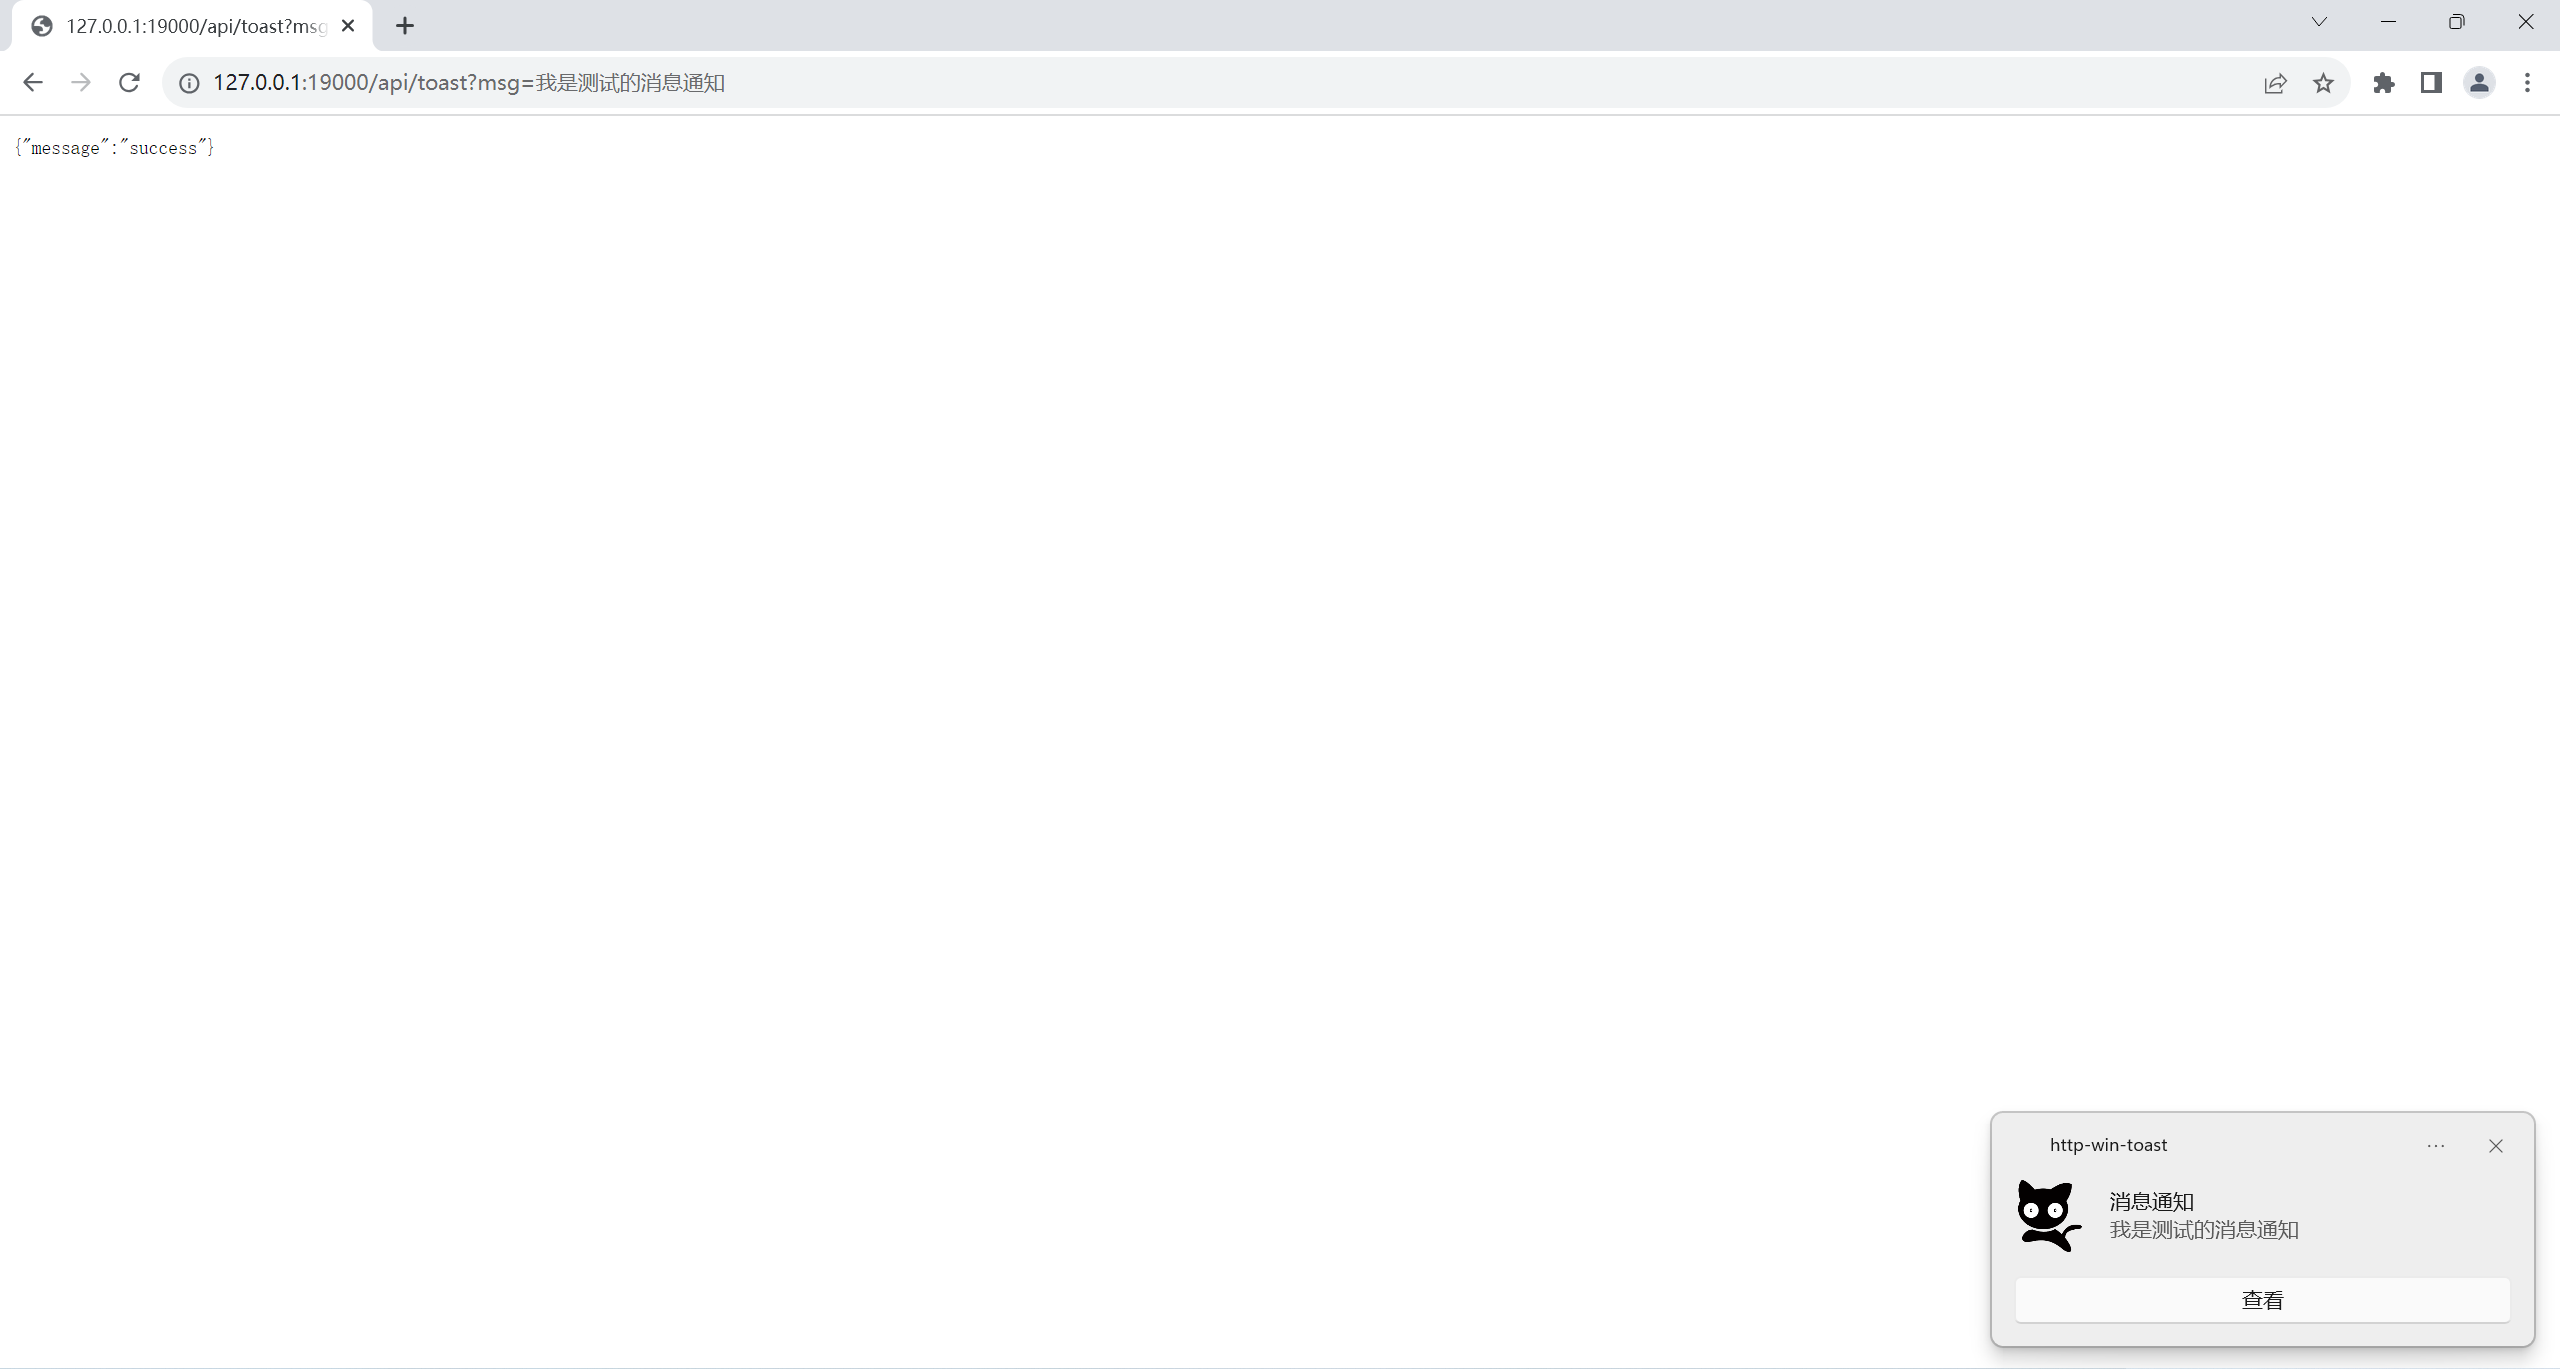 127.0.0.1:19000/api/toast?msg
127.0.0.1:19000/api/toast?msg=我是测试的消息通知
{"message":"success"}
http-win-toast
消息通知
我是测试的消息通知
查看